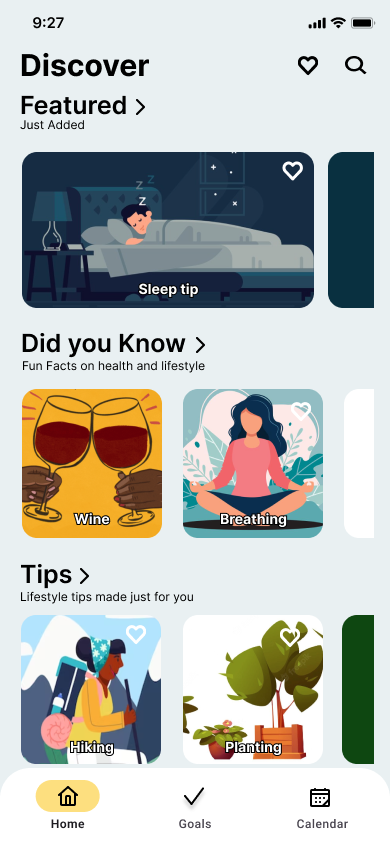 9:27
Discover
Featured
Just Added
z z
z
Sleep tip
Did you Know
Fun Facts on health and lifestyle
Wine
Breathing
Tips
Lifestyle tips made just for you
Hiking
Planting
Home
Goals
Calendar